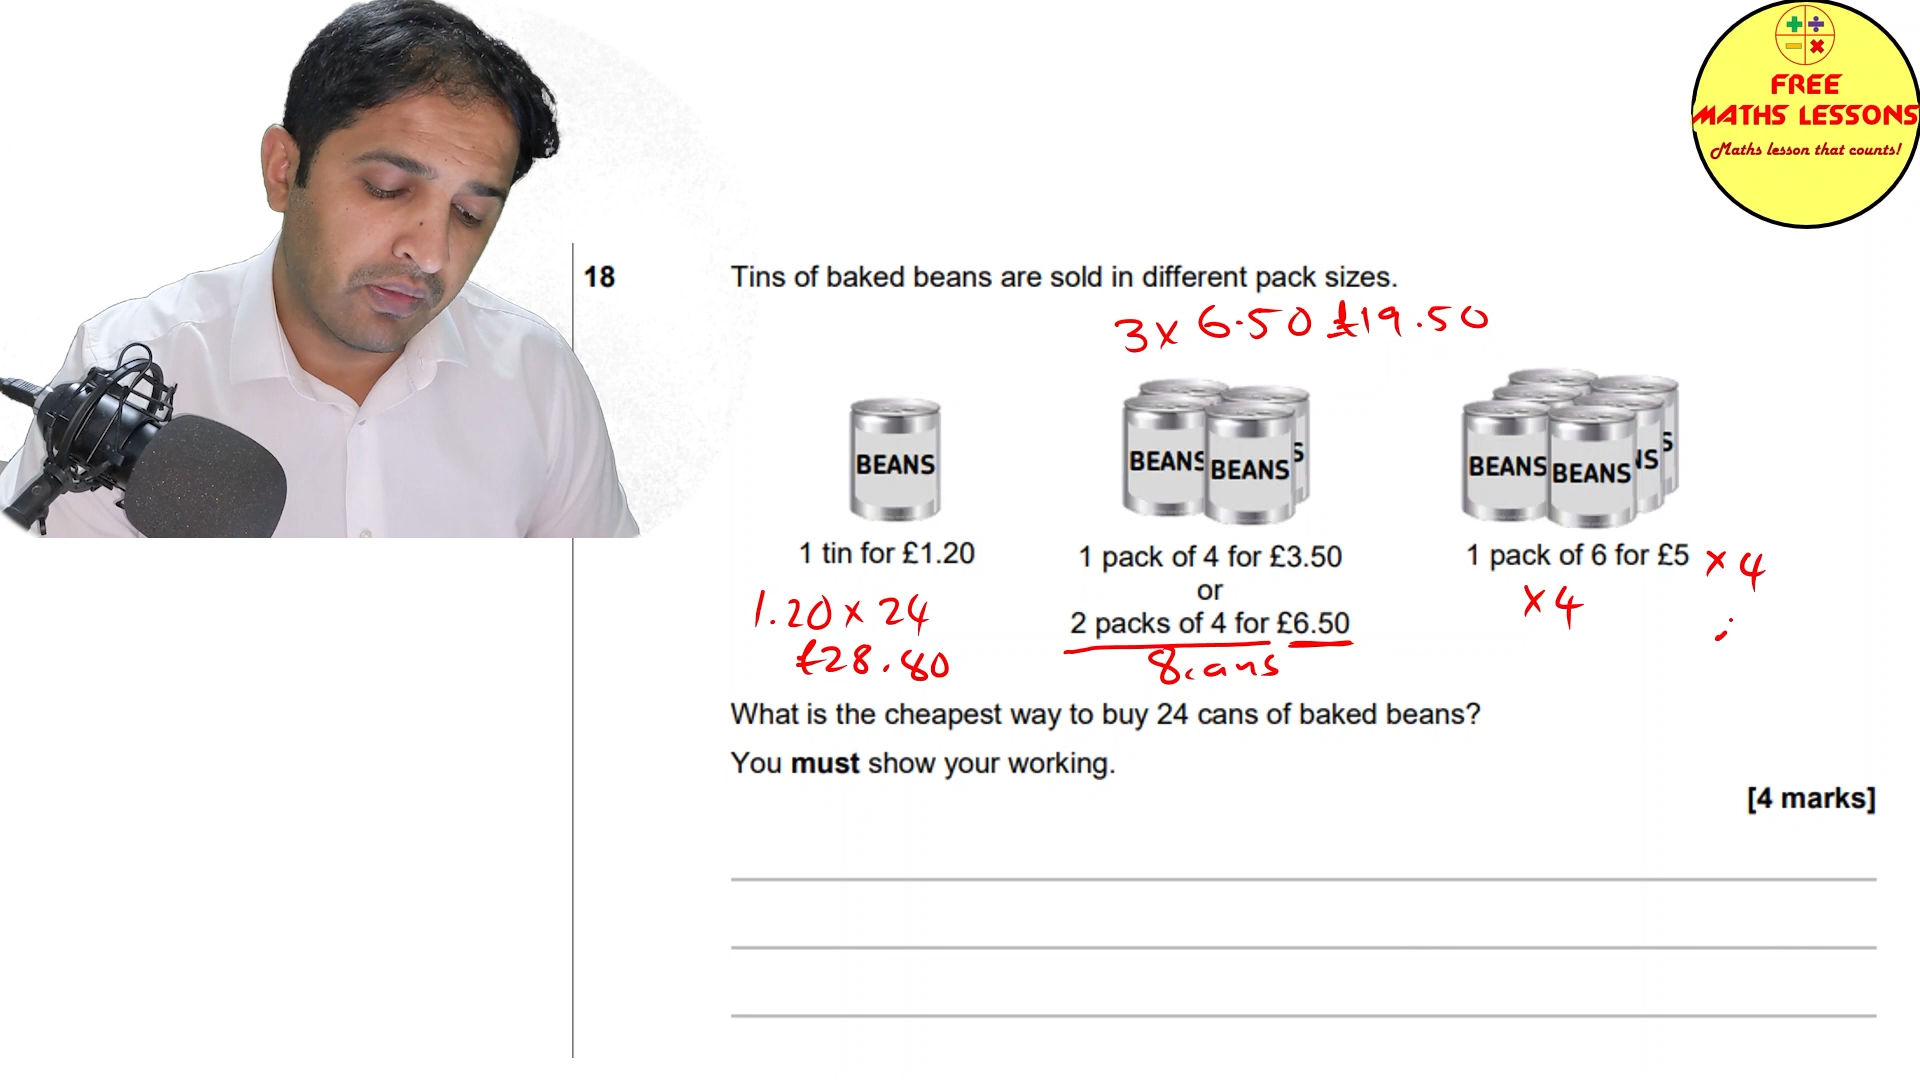 FREE
MATHS LESSONS
Maths lesson that counts!
18 Tins of baked beans are sold in different pack sizes.
3 x 6.50 £19.50
BEANS
BEANS BEANS S
BEANS BEANS NS S
1 tin for £1.20
1 pack of 4 for £3.50
or
2 packs of 4 for £6.50
1 pack of 6 for £5 x 4
x 4
1.20 x 24
£28.80
8cans
What is the cheapest way to buy 24 cans of baked beans?
You must show your working.
[4 marks]